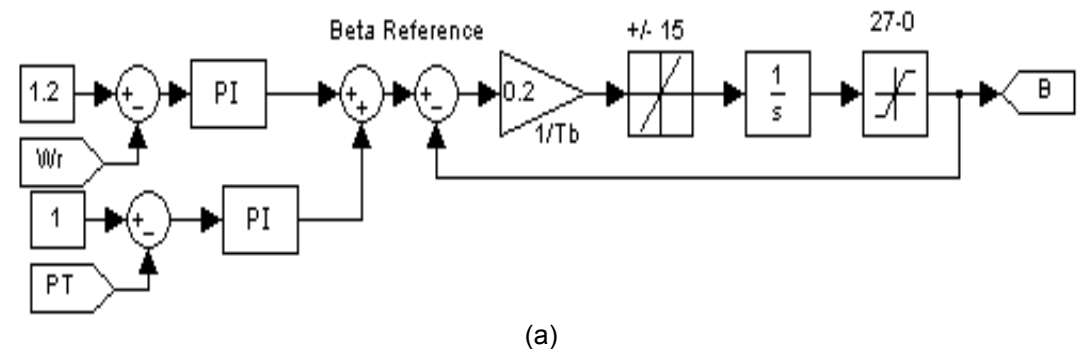 27-0
Beta Reference
+/- 15
1.2
+
−
PI
+
+
+
−
0.2
1/Tb
1
s
B
Wr
1
+
−
PI
PT
(a)